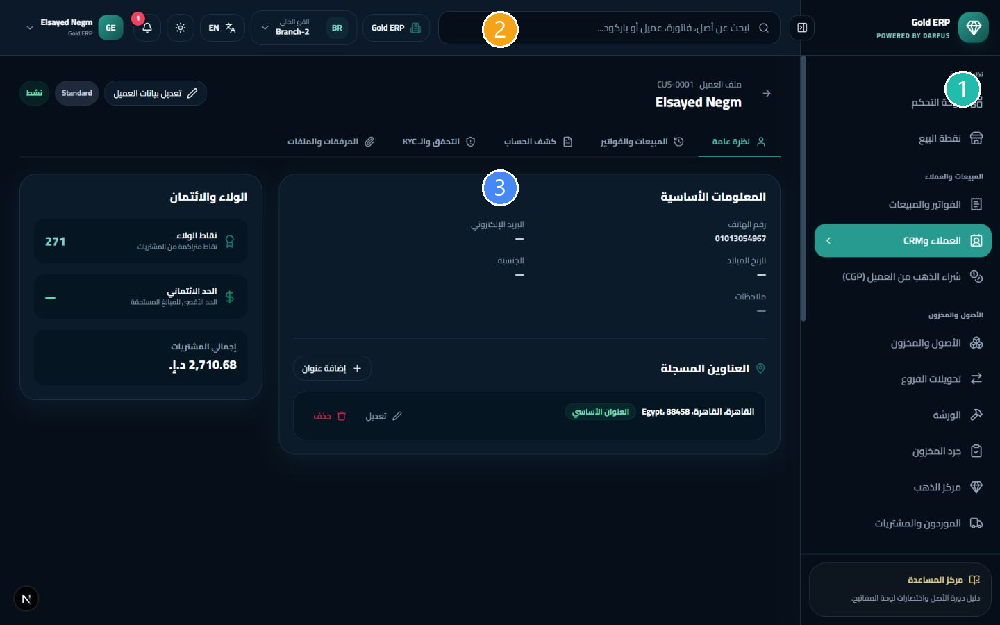 Gold ERP
POWERED BY DARFUS
ابحث عن أصل، فاتورة، عميل أو باركود...
2
Gold ERP
BR
الفرع الحالي
Branch-2
EN
1
GE
Elsayed Negm
Gold ERP
1
التحكم
نقطة البيع
المبيعات والعملاء
الفواتير والمبيعات
العملاء وCRM
شراء الذهب من العميل (CGP)
الأصول والمخزون
الأصول والمخزون
تحويلات الفروع
الورشة
جرد المخزون
مركز الذهب
الموردون والمشتريات
مركز المساعدة
دليل دورة الأصل واختصارات لوحة المفاتيح.
ملف العميل · CUS-0001
Elsayed Negm
تعديل بيانات العميل
Standard
نشط
نظرة عامة
المبيعات والفواتير
كشف الحساب
التحقق والـ KYC
المرفقات والملفات
3
المعلومات الأساسية
رقم الهاتف
01013054967
البريد الإلكتروني
—
تاريخ الميلاد
—
الجنسية
—
ملاحظات
—
العناوين المسجلة
إضافة عنوان
القاهرة، القاهرة، Egypt، 88458
العنوان الأساسي
تعديل
حذف
الولاء والائتمان
نقاط الولاء
نقاط متراكمة من المشتريات
271
الحد الائتماني
الحد الأقصى للمبالغ المستحقة
—
إجمالي المشتريات
2,710.68 د.إ.
N